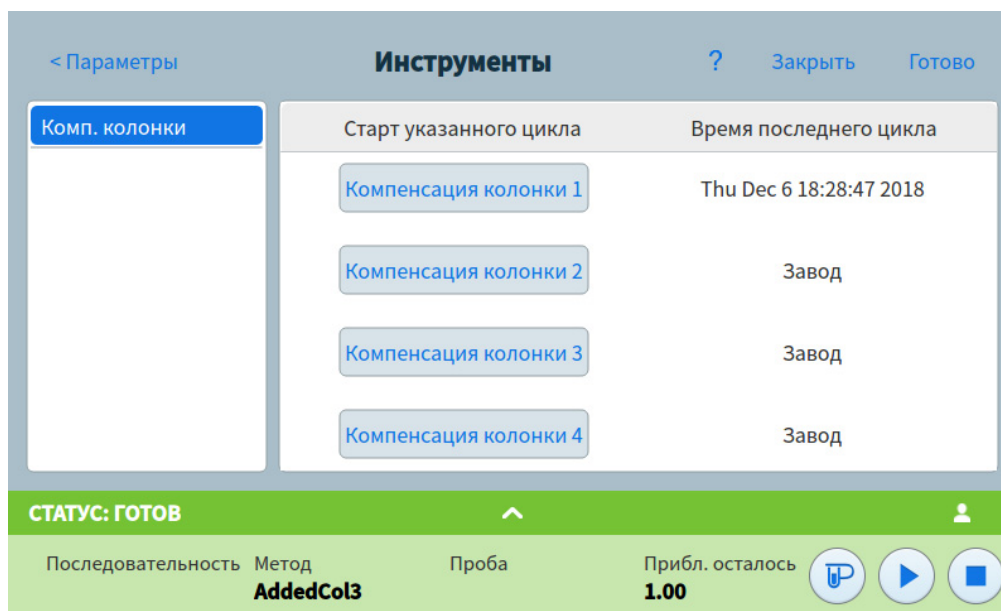 < Параметры Инструменты ? Закрыть Готово
Комп. колонки Старт указанного цикла Время последнего цикла
Компенсация колонки 1 Thu Dec 6 18:28:47 2018
Компенсация колонки 2 Завод
Компенсация колонки 3 Завод
Компенсация колонки 4 Завод
СТАТУС: ГОТОВ
Последовательность Метод Проба Прибл. осталось
AddedCol3 1.00